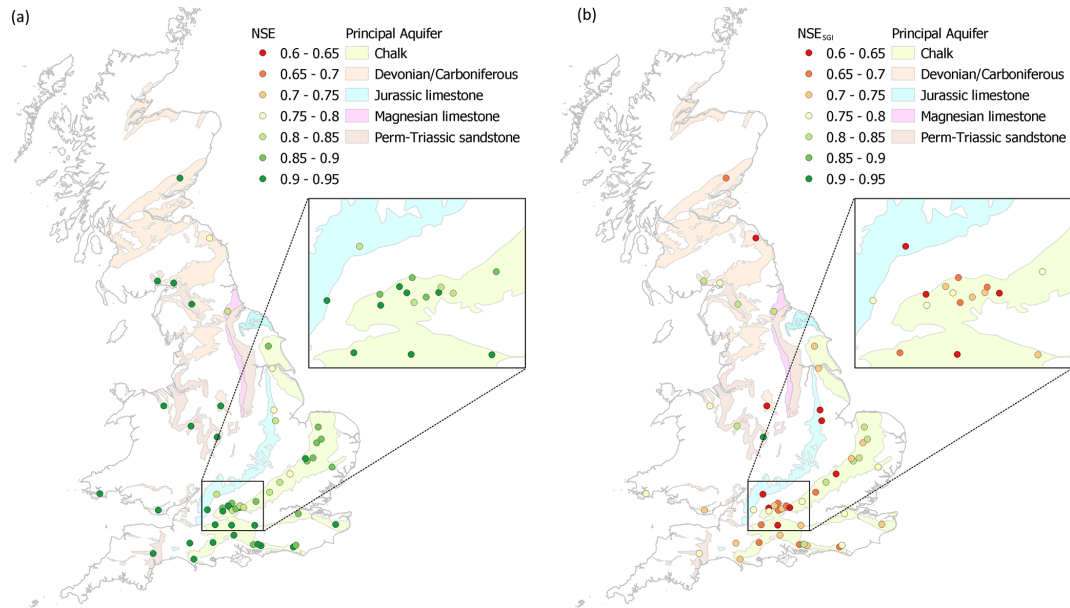 (a)
NSE Principal Aquifer
0.6 - 0.65 Chalk
0.65 - 0.7 Devonian/Carboniferous
0.7 - 0.75 Jurassic limestone
0.75 - 0.8 Magnesian limestone
0.8 - 0.85 Perm-Triassic sandstone
0.85 - 0.9
0.9 - 0.95
(b)
NSE SGI Principal Aquifer
0.6 - 0.65 Chalk
0.65 - 0.7 Devonian/Carboniferous
0.7 - 0.75 Jurassic limestone
0.75 - 0.8 Magnesian limestone
0.8 - 0.85 Perm-Triassic sandstone
0.85 - 0.9
0.9 - 0.95